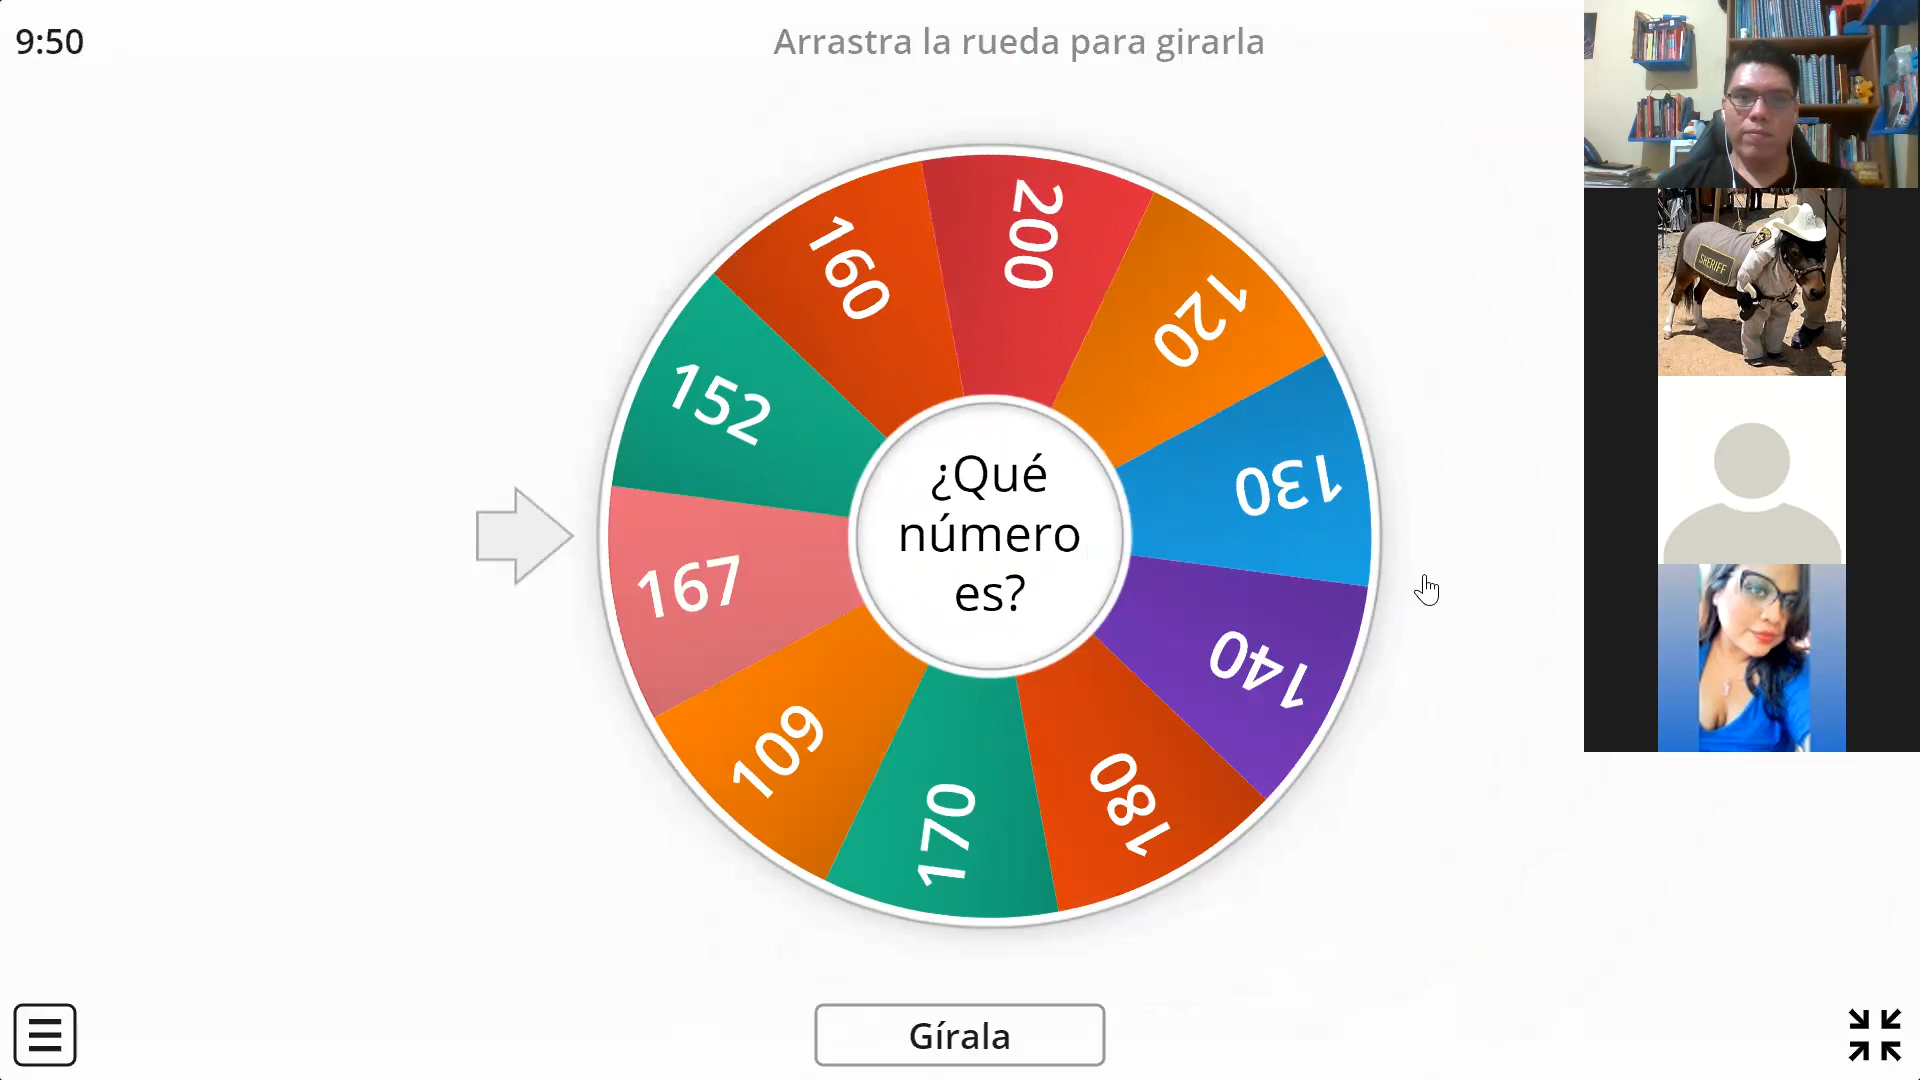 9:50
Arrastra la rueda para girarla
200
160
120
152
130
¿Qué
número
es?
167
140
109
180
170
SHERIFF
Gírala